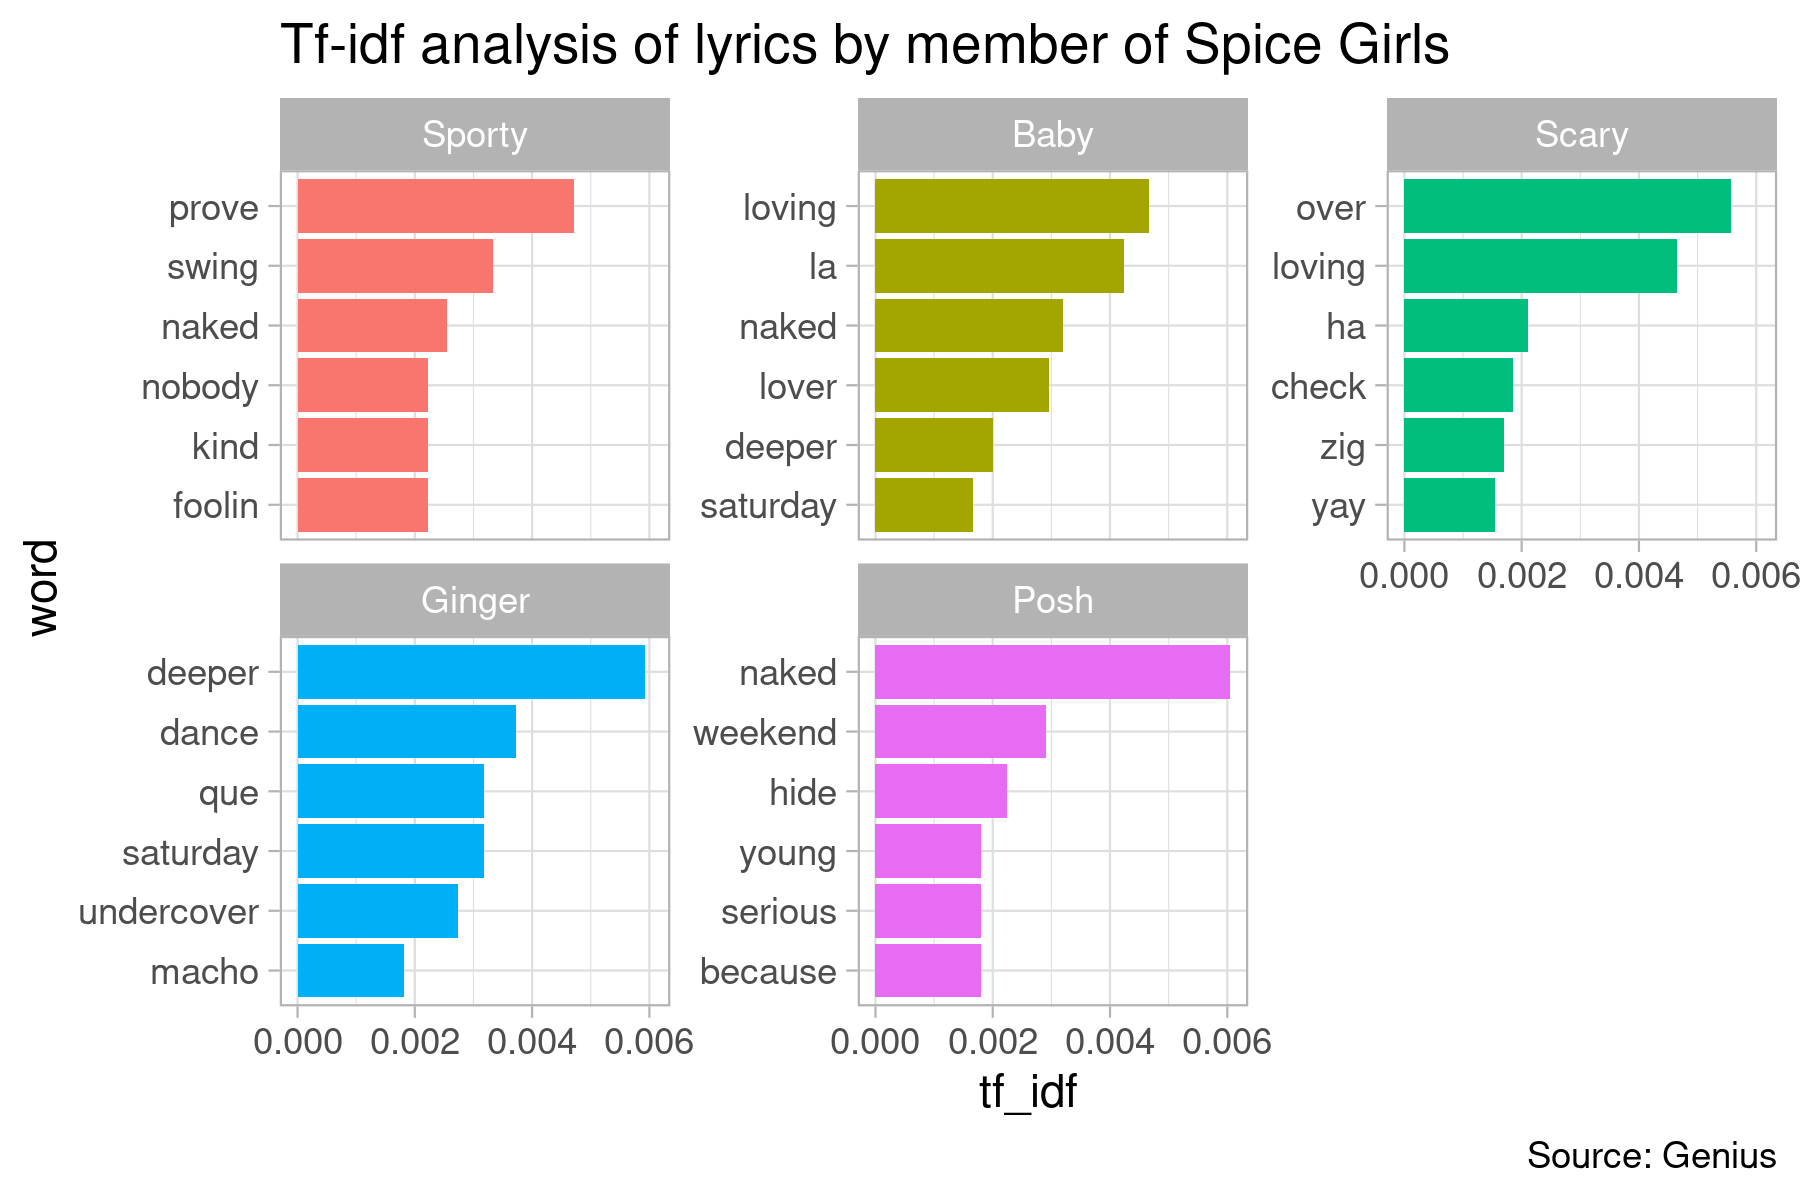 Tf-idf analysis of lyrics by member of Spice Girls
Sporty
prove
swing
naked
nobody
kind
foolin
Baby
loving
la
naked
lover
deeper
saturday
Scary
over
loving
ha
check
zig
yay
0.000 0.002 0.004 0.006
word
Ginger
deeper
dance
que
saturday
undercover
macho
0.000 0.002 0.004 0.006
Posh
naked
weekend
hide
young
serious
because
0.000 0.002 0.004 0.006
tf_idf
Source: Genius